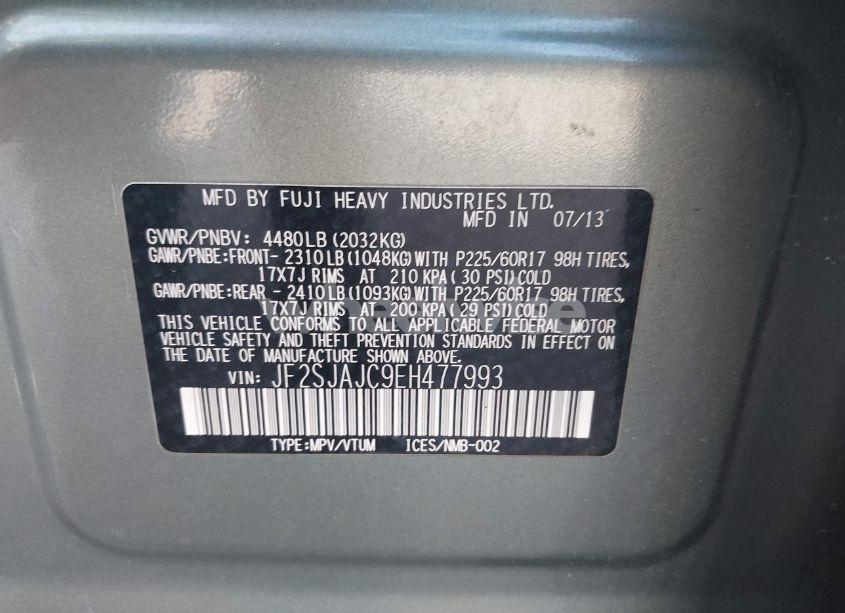 MFD BY FUJI HEAVY INDUSTRIES LTD.
MFD IN 07/13
GVWR/PNBV: 4480LB(2032KG)
GAWR/PNBE:FRONT- 2310LB(1048KG)WITH P225/60R17 98H TIRES,
17X7J RIMS AT 210 KPA( 30 PSI)COLD
GAWR/PNBE:REAR - 2410LB(1093KG)WITH P225/60R17 98H TIRES,
17X7J RIMS AT 200 KPA( 29 PSI)COLD
THIS VEHICLE CONFORMS TO ALL APPLICABLE FEDERAL MOTOR
VEHICLE SAFETY AND THEFT PREVENTION STANDARDS IN EFFECT ON
THE DATE OF MANUFACTURE SHOWN ABOVE.
VIN: JF2SJAJC9EH477993
TYPE:MPV/VTUM ICES/NMB-002